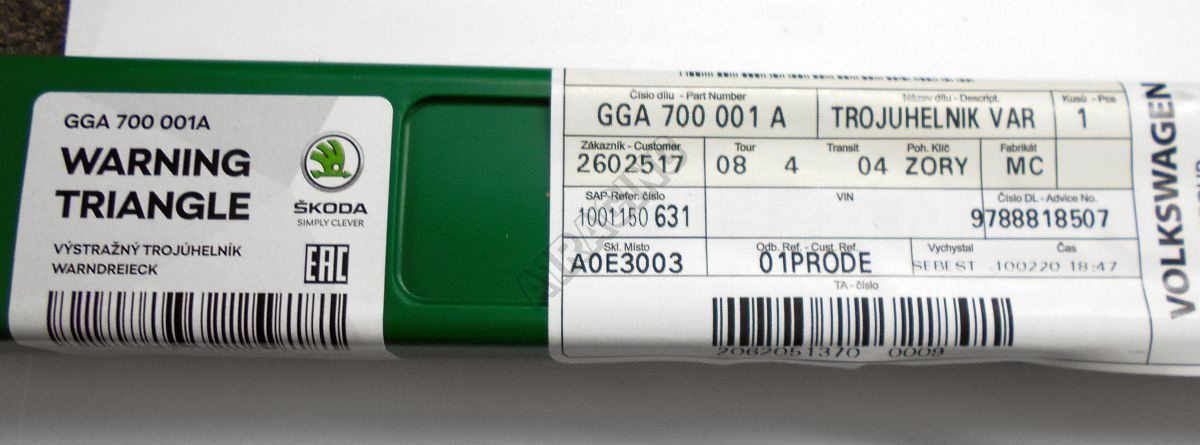 GGA 700 001A
WARNING
TRIANGLE
ŠKODA
SIMPLY CLEVER
VÝSTRAŽNÝ TROJÚHELNÍK
WARNDREIECK
EAC
Číslo dílu - Part Number
GGA 700 001 A
Název dílu - Descript.
TROJUHELNIK VAR
Kusů - Pcs
1
Zákazník - Customer
2602517
Tour
08 4
Transit
04
Poh. Klíč
ZORY
Fabrikát
MC
SAP-Refer. číslo
1001150 631
VIN
Číslo DL - Advice No.
9788818507
Skl. Místo
A0E3003
Odb. Ref. - Cust. Ref.
01PRODE
Vychystal
SEBEST
Čas
100220 18:47
TA - číslo
2062051370 0009
VOLKSWAGEN